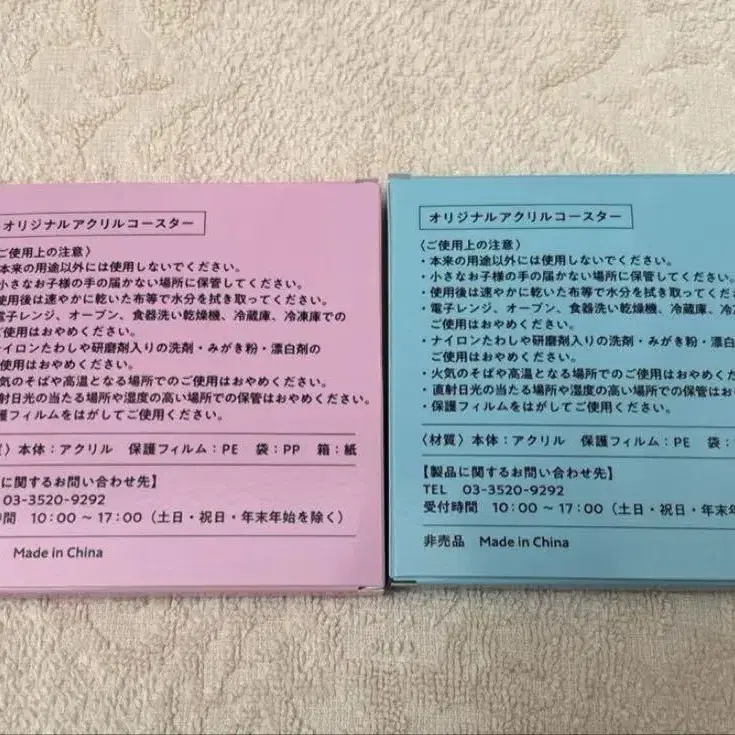 オリジナルアクリルコースター
ご使用上の注意〉
本来の用途以外には使用しないでください。
小さなお子様の手の届かない場所に保管してください。
使用後は速やかに乾いた布等で水分を拭き取ってください。
電子レンジ、オーブン、食器洗い乾燥機、冷蔵庫、冷凍庫での
ご使用はおやめください。
ナイロンたわしや研磨剤入りの洗剤・みがき粉・漂白剤の
使用はおやめください。
火気のそばや高温となる場所でのご使用はおやめください。
直射日光の当たる場所や湿度の高い場所での保管はおやめください。
護フィルムをはがしてご使用ください。
〉本体：アクリル 保護フィルム：PE 袋：PP 箱：紙
に関するお問い合わせ先】
03-3520-9292
時間 10:00～17:00（土日・祝日・年末年始を除く）
Made in China
オリジナルアクリルコースター
〈ご使用上の注意〉
・本来の用途以外には使用しないでください。
・小さなお子様の手の届かない場所に保管してください。
・使用後は速やかに乾いた布等で水分を拭き取ってくだ
・電子レンジ、オーブン、食器洗い乾燥機、冷蔵庫、
ご使用はおやめください。
・ナイロンたわしや研磨剤入りの洗剤・みがき粉・漂白
ご使用はおやめください。
・火気のそばや高温となる場所でのご使用はおやめくださ
・直射日光の当たる場所や湿度の高い場所での保管はおや
・保護フィルムをはがしてご使用ください。
〈材質〉本体：アクリル 保護フィルム：PE 袋：
【製品に関するお問い合わせ先】
TEL 03-3520-9292
受付時間 10:00～17:00（土日・祝日・年末
非売品 Made in China